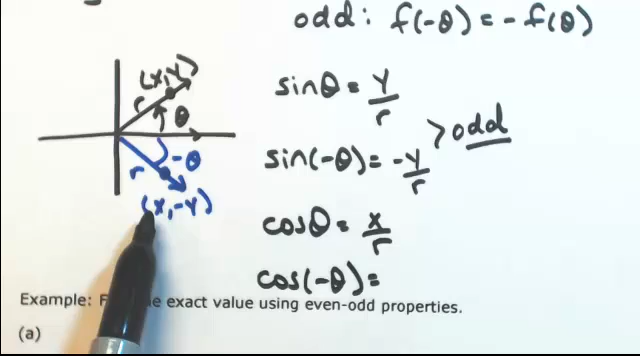 odd: f(-θ) = -f(θ)
(x,y)
r
θ
-θ
r
(x,-y)
sinθ = y/r
sin(-θ) = -y/r
> odd
cosθ = x/r
cos(-θ) =
Example: F e exact value using even-odd properties.
(a)